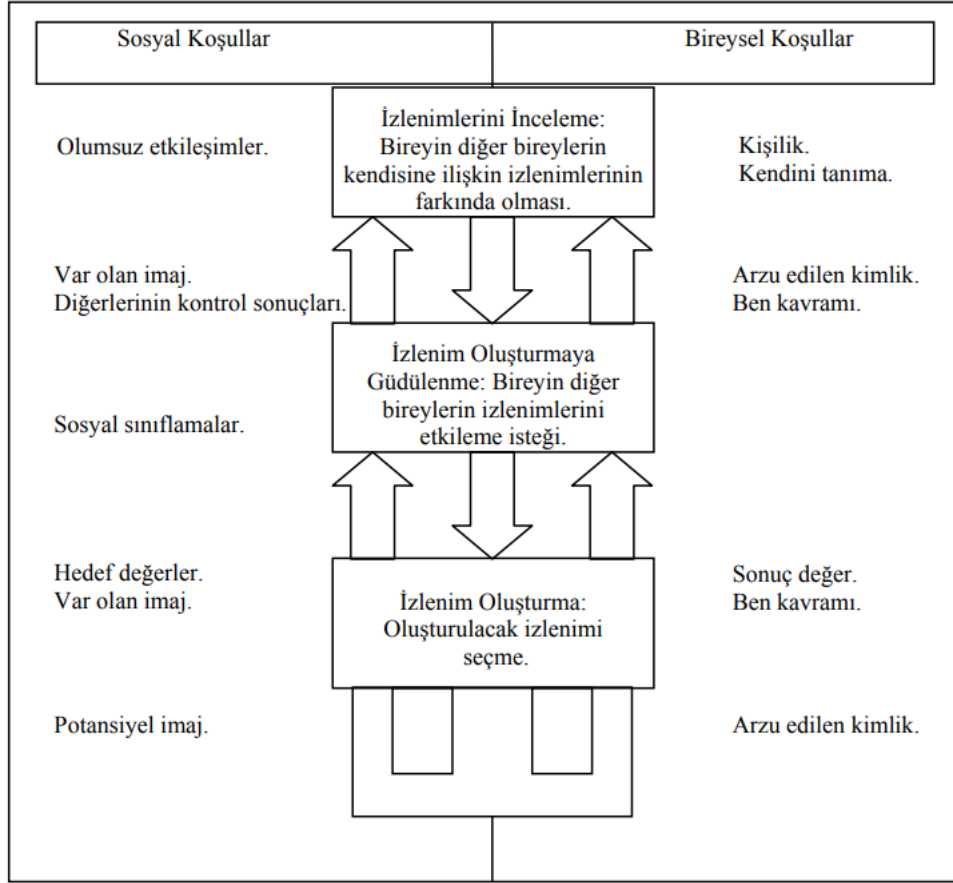 Sosyal Koşullar
Bireysel Koşullar
İzlenimlerini İnceleme:
Bireyin diğer bireylerin
kendisine ilişkin izlenimlerinin
farkında olması.
Olumsuz etkileşimler.
Kişilik.
Kendini tanıma.
Var olan imaj.
Diğerlerinin kontrol sonuçları.
Arzu edilen kimlik.
Ben kavramı.
İzlenim Oluşturmaya
Güdülenme: Bireyin diğer
bireylerin izlenimlerini
etkileme isteği.
Sosyal sınıflamalar.
Hedef değerler.
Var olan imaj.
İzlenim Oluşturma:
Oluşturulacak izlenimi
seçme.
Sonuç değer.
Ben kavramı.
Potansiyel imaj.
Arzu edilen kimlik.